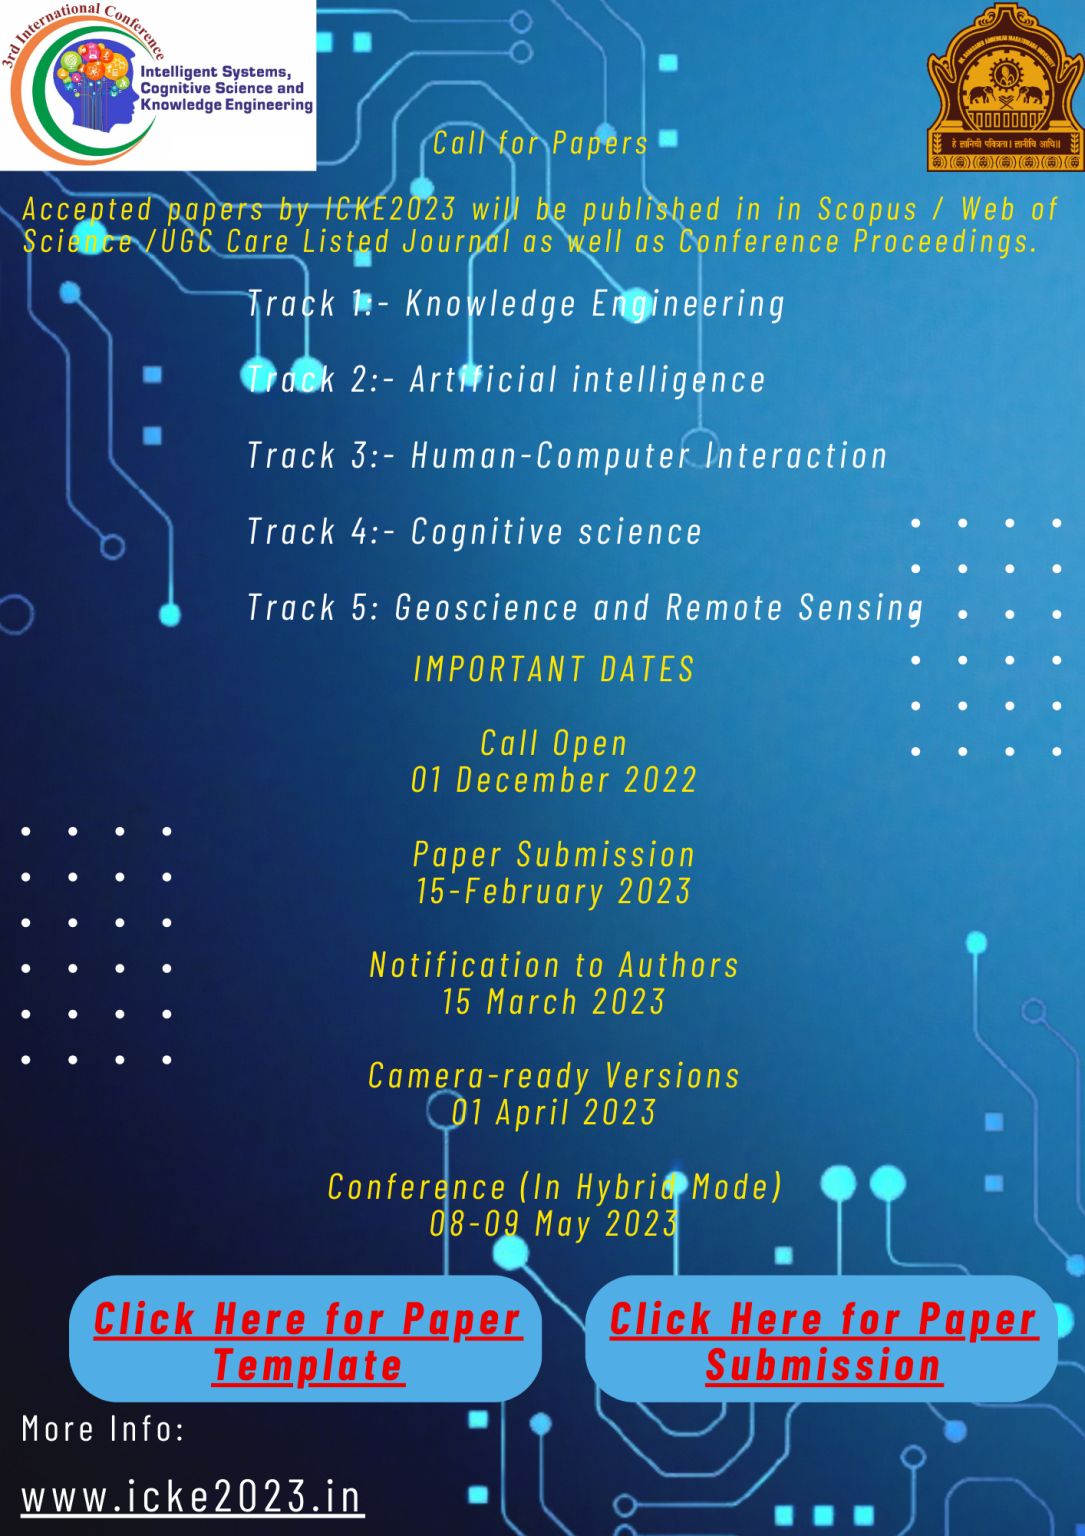 3rd International Conference
Intelligent Systems,
Cognitive Science and
Knowledge Engineering
Call for Papers
Accepted papers by ICKE2023 will be published in in Scopus / Web of
Science /UGC Care Listed Journal as well as Conference Proceedings.
Track 1:- Knowledge Engineering
Track 2:- Artificial intelligence
Track 3:- Human-Computer Interaction
Track 4:- Cognitive science
Track 5: Geoscience and Remote Sensing
IMPORTANT DATES
Call Open
01 December 2022
Paper Submission
15-February 2023
Notification to Authors
15 March 2023
Camera-ready Versions
01 April 2023
Conference (In Hybrid Mode)
08-09 May 2023
Click Here for Paper
Template
Click Here for Paper
Submission
More Info:
www.icke2023.in